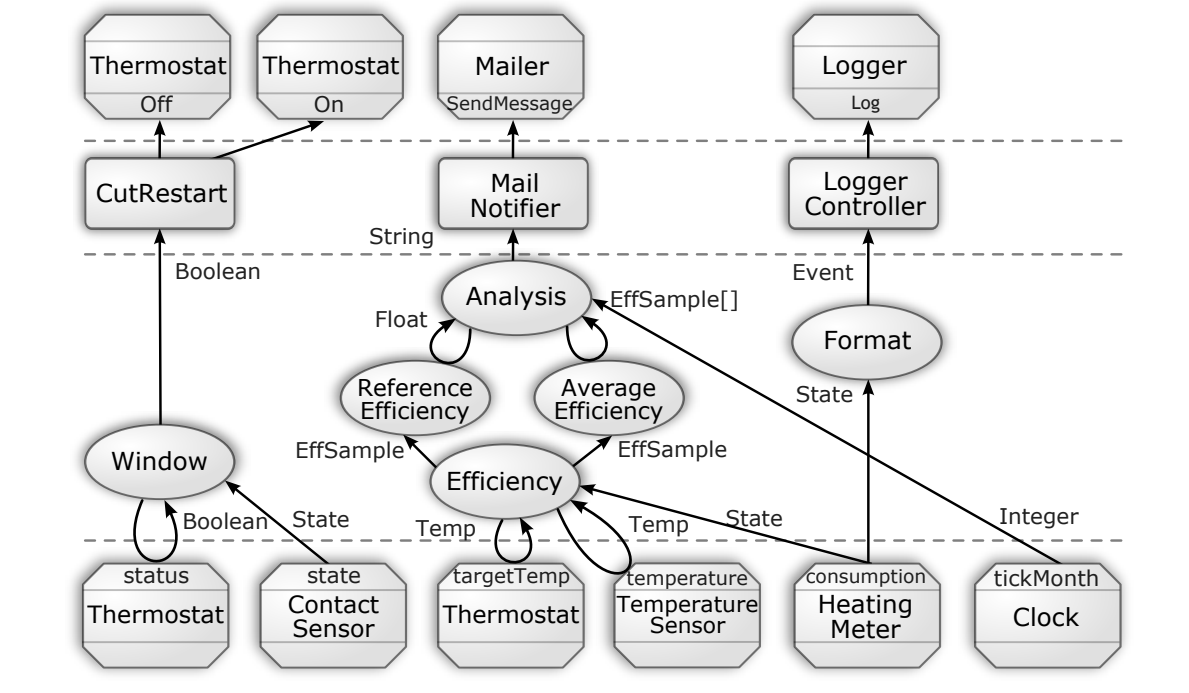 Thermostat
Off
Thermostat
On
Mailer
SendMessage
Logger
Log
CutRestart
Mail
Notifier
Logger
Controller
String
Boolean
Event
Analysis
EffSample[]
Float
Format
Reference
Efficiency
Average
Efficiency
State
EffSample
EffSample
Window
Efficiency
Boolean
State
Temp
Temp
State
Integer
status
Thermostat
state
Contact
Sensor
targetTemp
Thermostat
temperature
Temperature
Sensor
consumption
Heating
Meter
tickMonth
Clock